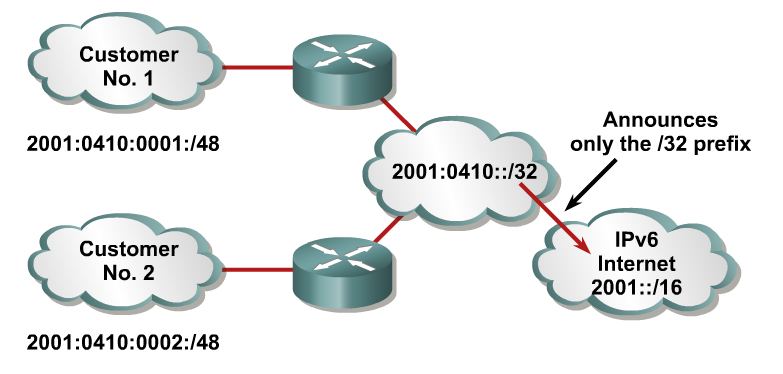 Customer
No. 1
2001:0410:0001:/48
2001:0410::/32
Announces
only the /32 prefix
Customer
No. 2
2001:0410:0002:/48
IPv6
Internet
2001::/16